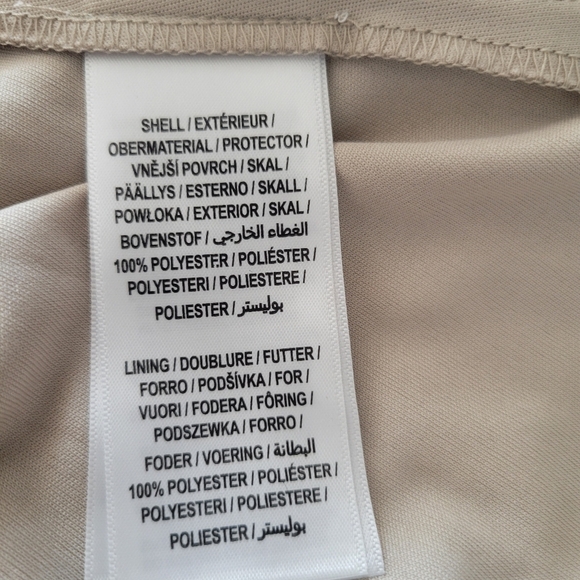 SHELL / EXTÉRIEUR /
OBERMATERIAL / PROTECTOR /
VNĚJŠÍ POVRCH / SKAL /
PÄÄLLYS / ESTERNO / SKALL /
POWŁOKA / EXTERIOR / SKAL /
BOVENSTOF / الغطاء الخارجي /
100% POLYESTER / POLIÉSTER /
POLYESTERI / POLIESTERE /
POLIESTER / بوليستر
LINING / DOUBLURE / FUTTER /
FORRO / PODŠÍVKA / FOR /
VUORI / FODERA / FÔRING /
PODSZEWKA / FORRO /
FODER / VOERING / البطانة /
100% POLYESTER / POLIÉSTER /
POLYESTERI / POLIESTERE /
POLIESTER / بوليستر